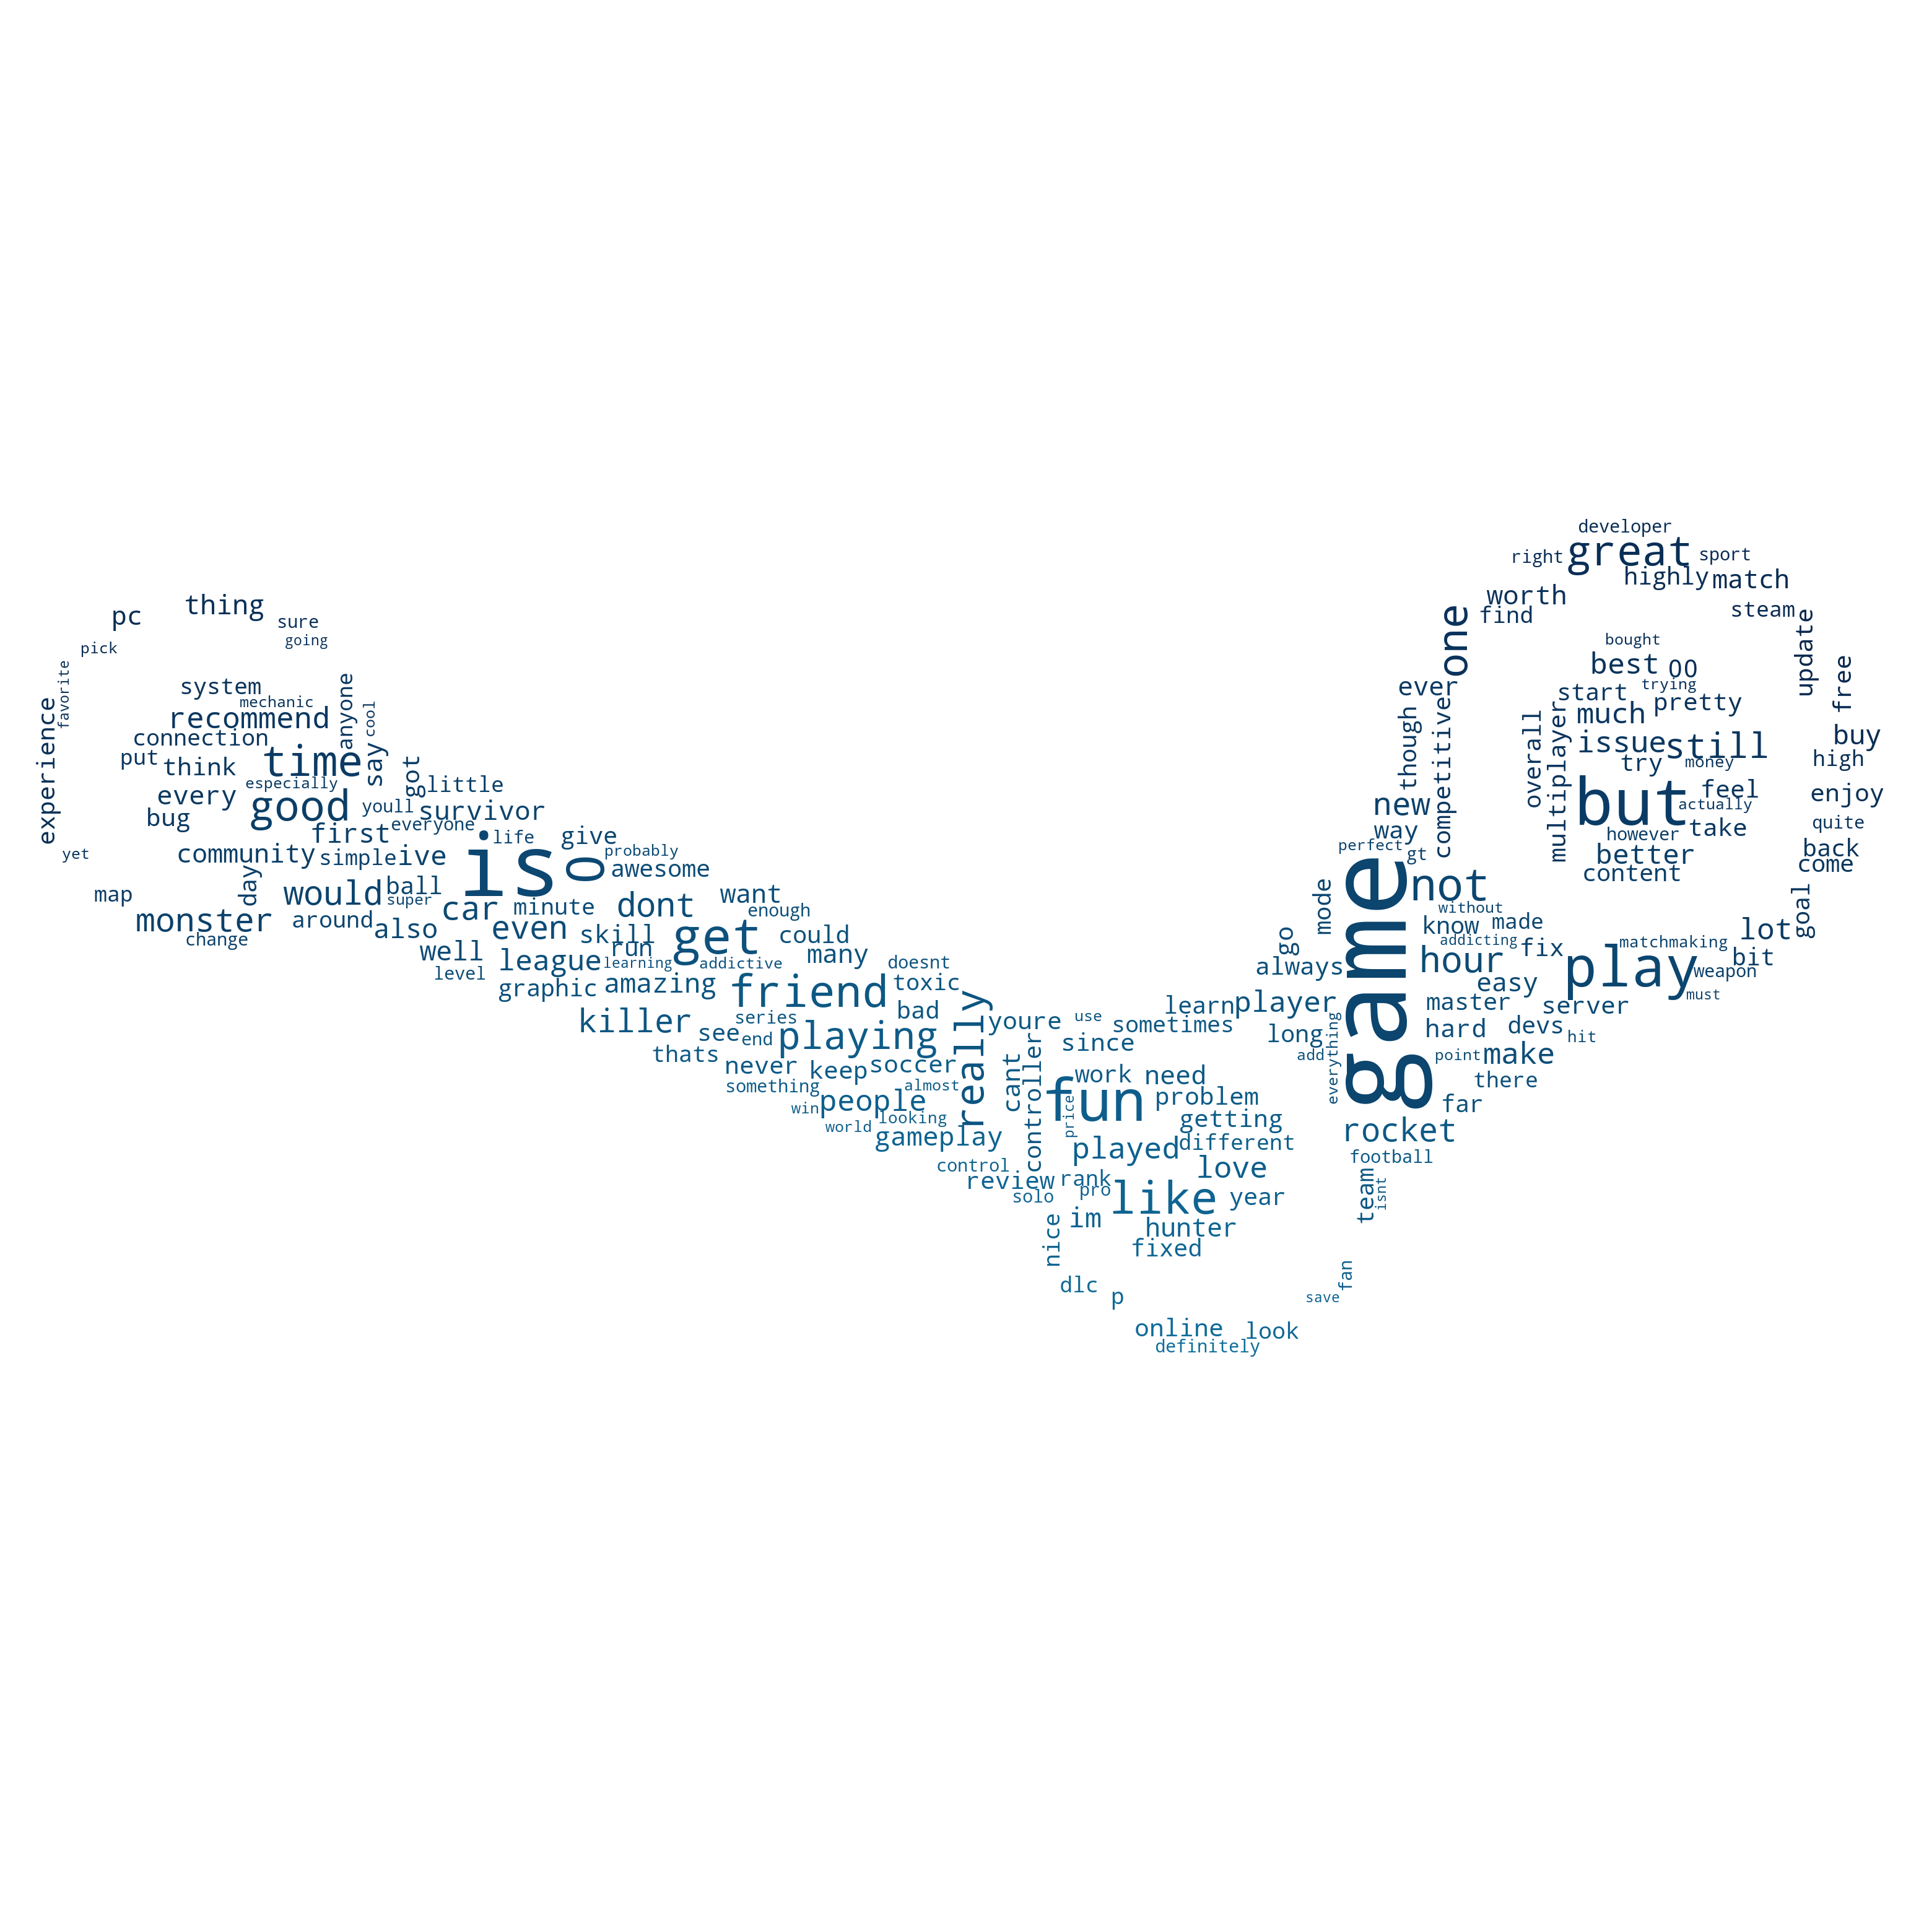 developer
right great sport
highly match
worth
find
steam
pc thing
sure
going
pick
favorite
experience
one
update
free
bought
best 00
trying
start
pretty
much
system
mechanic
recommend
connection
anyone
cool
say
put think time
especially
every
good
youll
bug
first
everyone
got
little
survivor
yet
community simple ive
life
give
probably
is
O
awesome
map
day
would ball
super
monster
change
around also
car minute
dont
want
enough
even skill
run
get
could
many
well
level
league
learning
addictive
doesnt
graphic amazing
friend
toxic
bad
killer
series
see end playing
thats
never keep soccer
something
almost
win people
looking
world
gameplay
really
control
review rank
solo
pro
youre
use
sometimes
learn player
since
cant
controller
work need
fun
price
problem
getting
played different
love
like
year
im
hunter
fixed
nice
dlc
p
online look
definitely
save
fan
ever
though
competitive
new
way
perfect
gt
overall
multiplayer
issue still
try
money
but
feel
actually
however
take
better
content
buy
high
enjoy
quite
back
come
goal
mode
go
always
long
add
everything
game
not
without
know made
addicting
fix
matchmaking
lot
bit
hour
play
weapon
must
easy
master
server
hard devs
hit
point
make
there
far
rocket
football
team
isnt